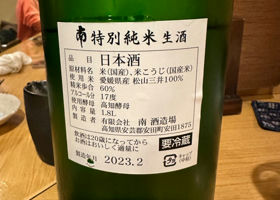 南 特別純米生酒
品目 日本酒
原材料名 米(国産)、米こうじ(国産米)
使用米 愛媛県産 松山三井100%
精米歩合 60%
アルコール分 17度
使用酵母 高知酵母
内容量 1.8L
製造者 有限会社 南 酒造場
高知県安芸郡安田町安田1875
飲酒は20歳になってから
お酒はおいしく適量に
要冷蔵
製造年月 2023.2